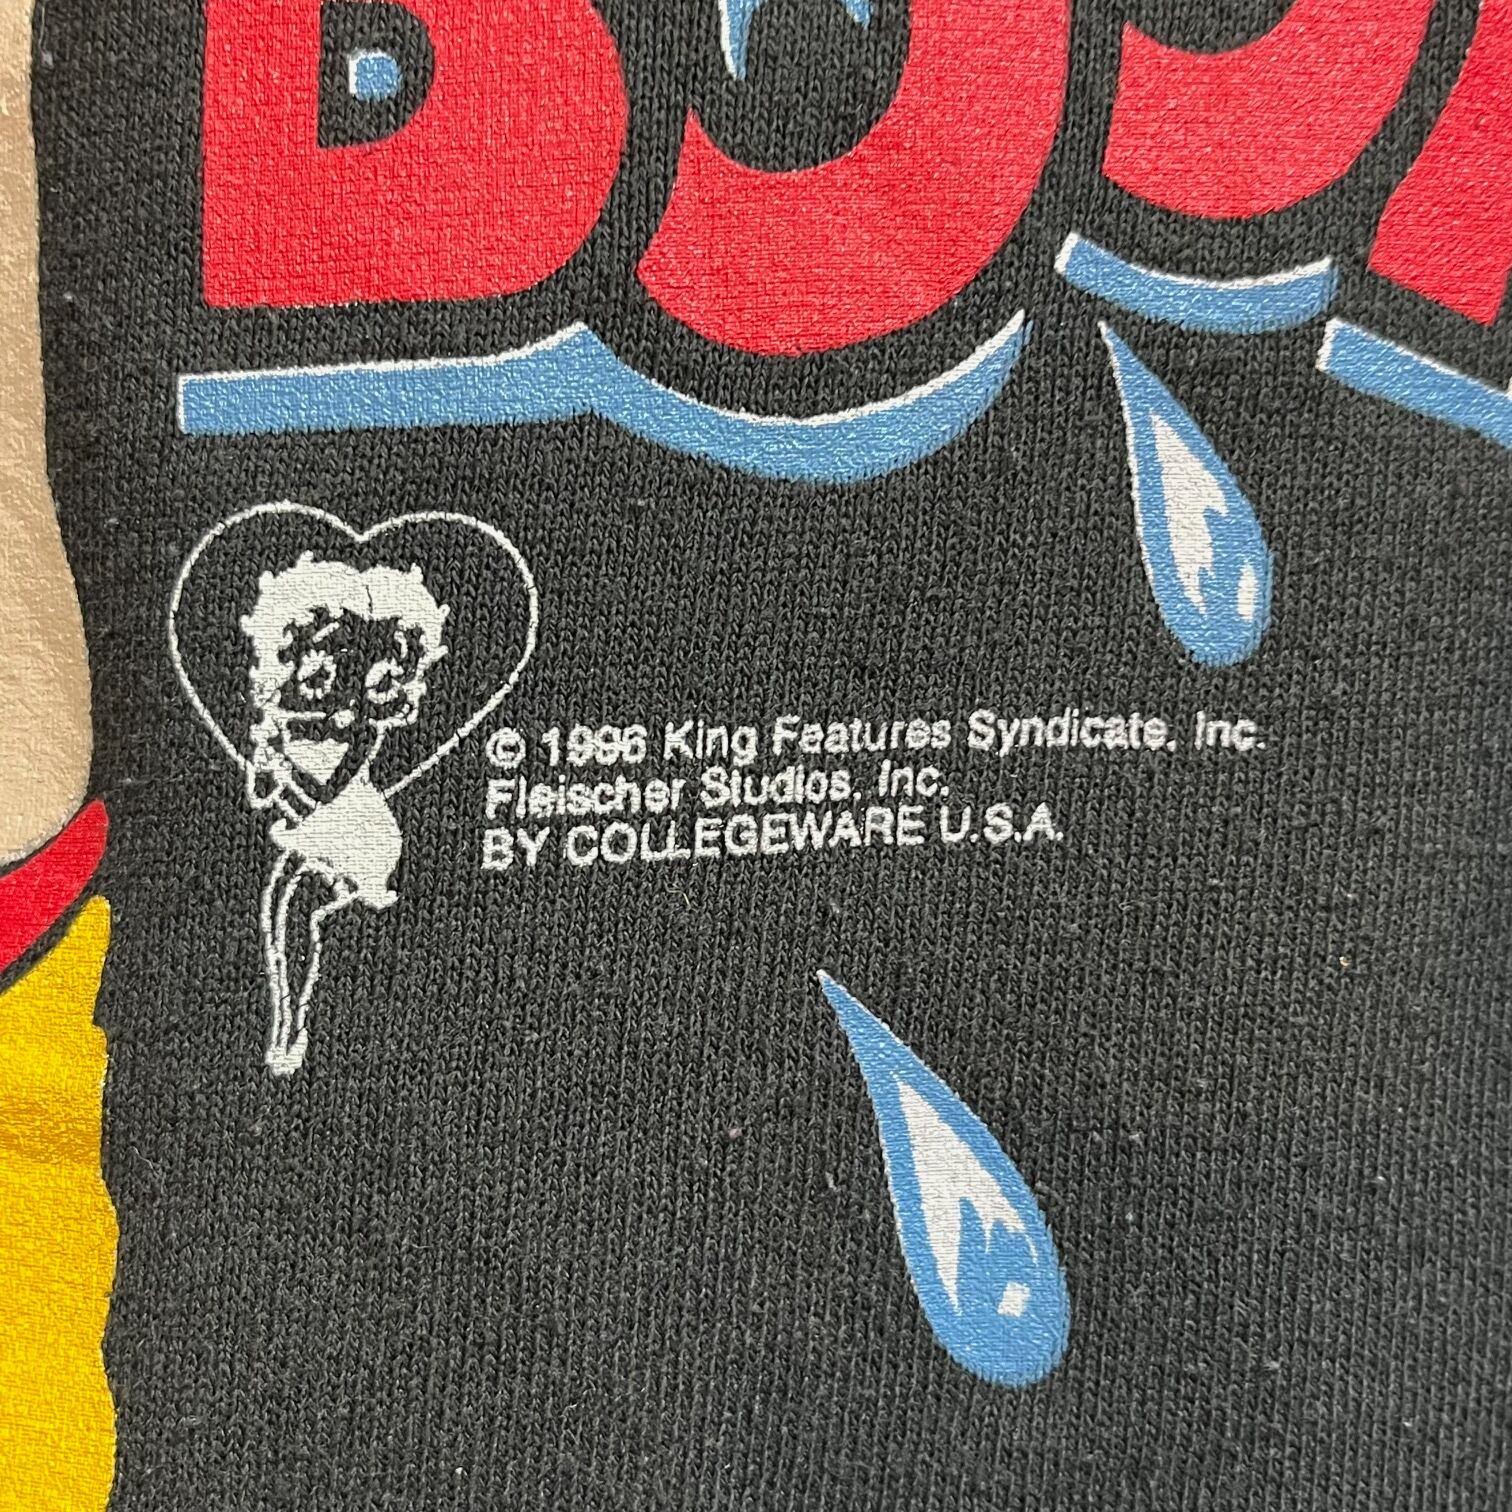 © 1996 King Features Syndicate, Inc.
Fleischer Studios, Inc.
BY COLLEGEWARE U.S.A.